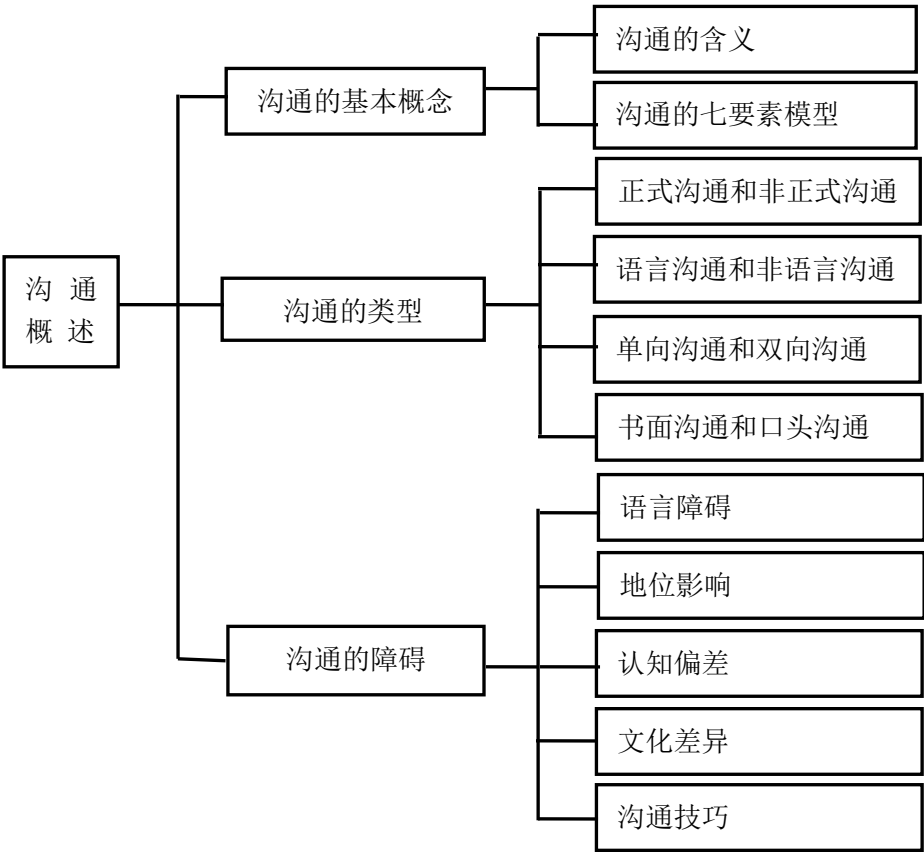 沟通
概述
沟通的基本概念
沟通的含义
沟通的七要素模型
沟通的类型
正式沟通和非正式沟通
语言沟通和非语言沟通
单向沟通和双向沟通
书面沟通和口头沟通
沟通的障碍
语言障碍
地位影响
认知偏差
文化差异
沟通技巧